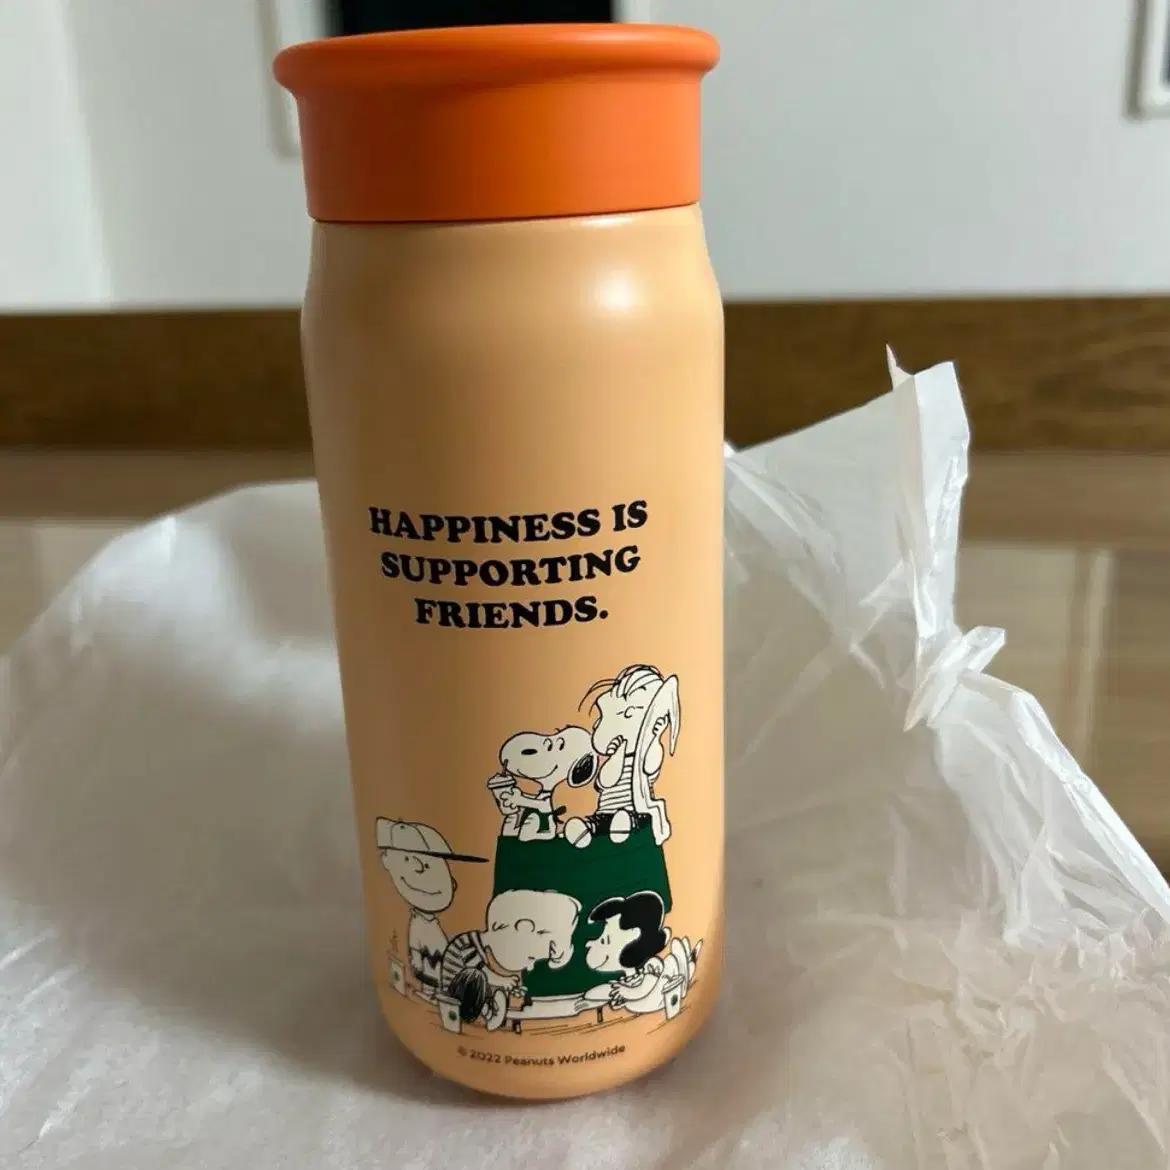 HAPPINESS IS
SUPPORTING
FRIENDS.
© 2022 Peanuts Worldwide